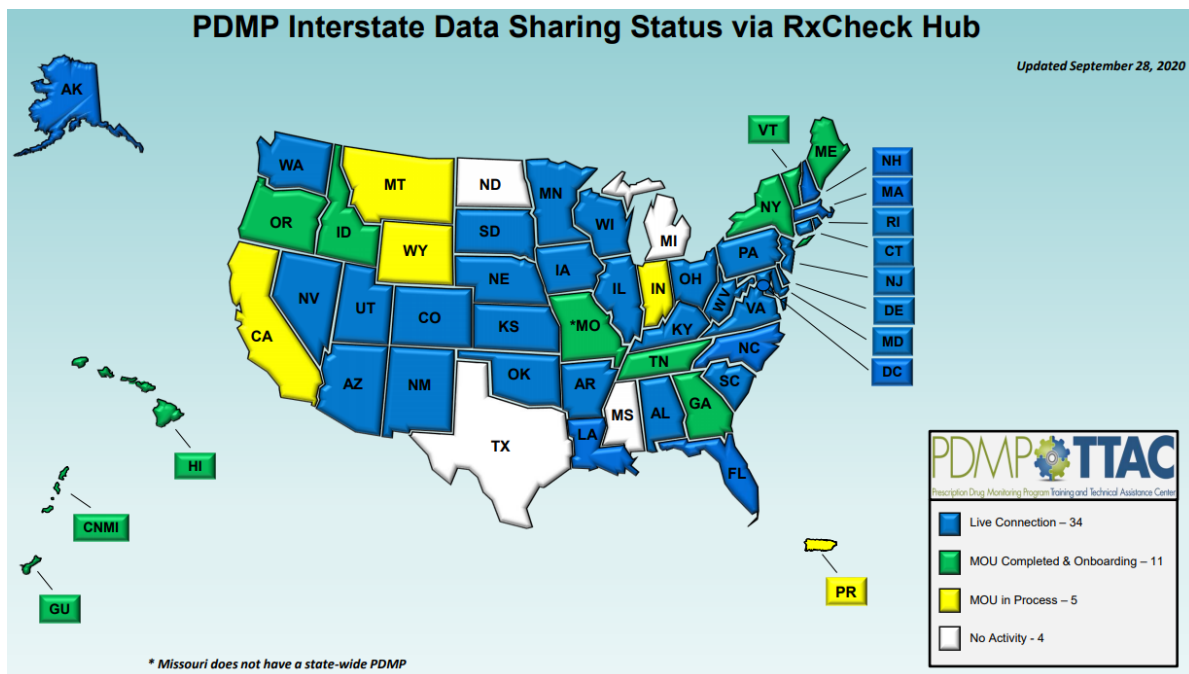 PDMP Interstate Data Sharing Status via RxCheck Hub
Updated September 28, 2020
AK
VT
ME
WA
MT
ND
MN
NH
MA
OR
ID
NY
RI
SD
WI
MI
CT
WY
PA
NJ
NE
IA
DE
NV
UT
CO
IL
IN
OH
WV
VA
MD
KS
*MO
KY
DC
CA
TN
NC
AZ
NM
OK
AR
SC
MS
AL
GA
TX
LA
FL
HI
CNMI
GU
PR
PDMP TTAC
Prescription Drug Monitoring Program Training and Technical Assistance Center
Live Connection – 34
MOU Completed & Onboarding – 11
MOU in Process – 5
No Activity - 4
* Missouri does not have a state-wide PDMP